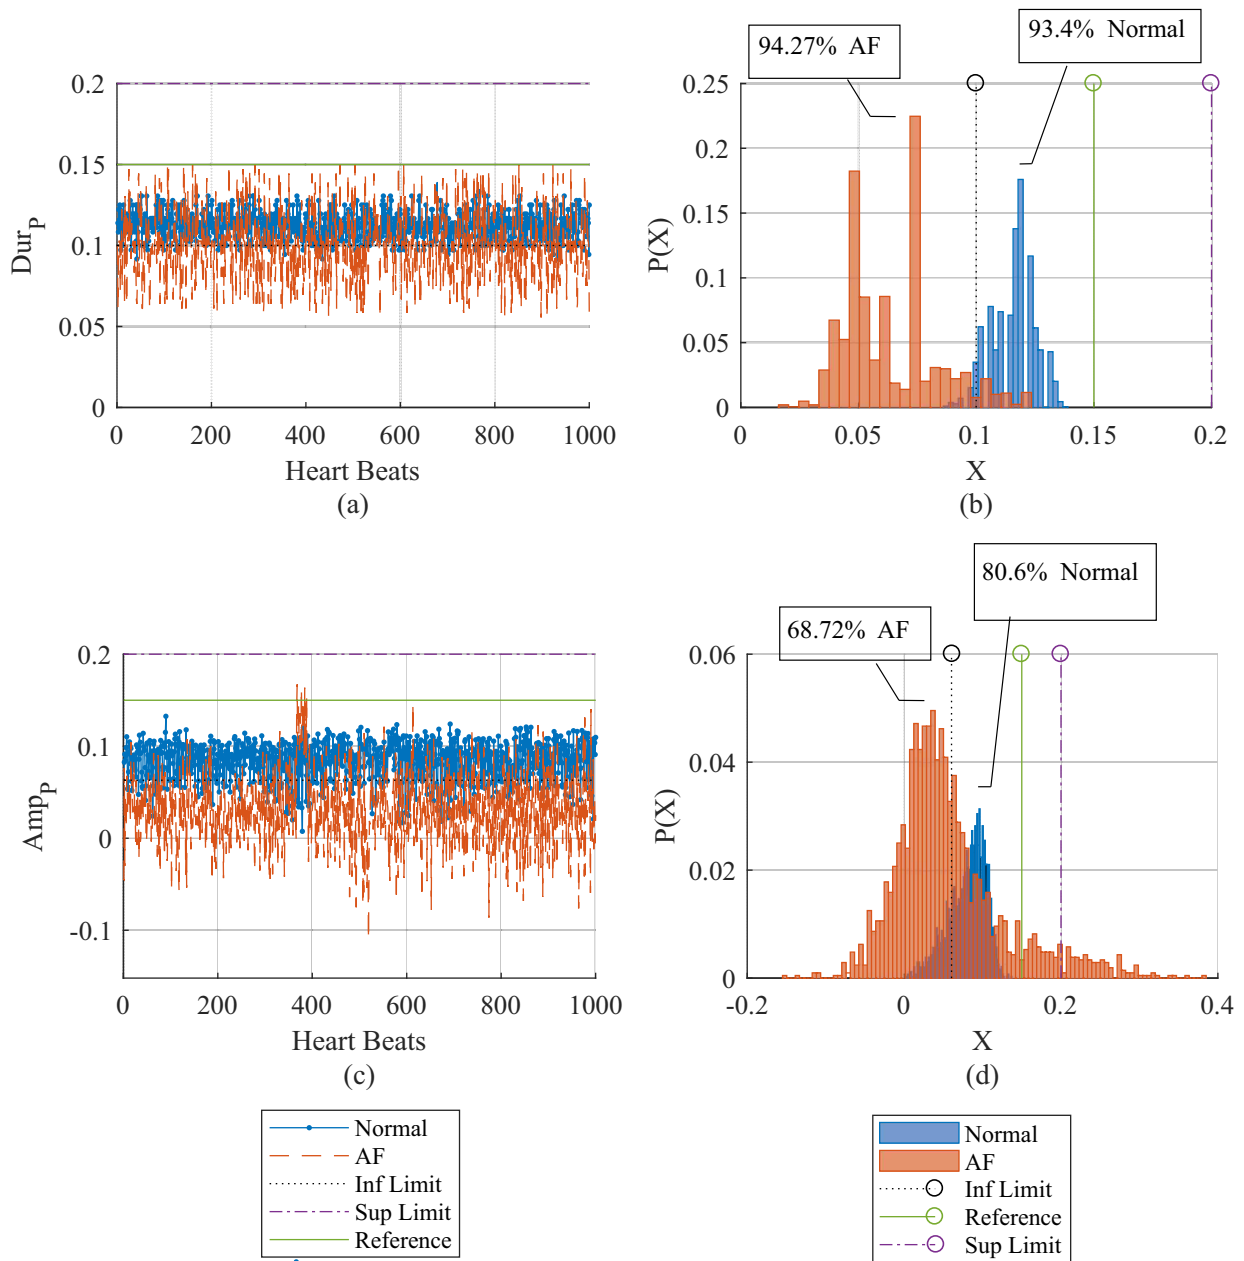 94.27% AF
93.4% Normal
0.2
0.15
0.1
0.05
0
Dur_P
0 200 400 600 800 1000
Heart Beats
(a)
0.25
0.2
0.15
0.1
0.05
0
P(X)
0 0.05 0.1 0.15 0.2
X
(b)
80.6% Normal
68.72% AF
0.2
0.1
0
-0.1
Amp_P
0 200 400 600 800 1000
Heart Beats
(c)
0.06
0.04
0.02
0
P(X)
-0.2 0 0.2 0.4
X
(d)
Normal
AF
Inf Limit
Sup Limit
Reference
Normal
AF
Inf Limit
Reference
Sup Limit